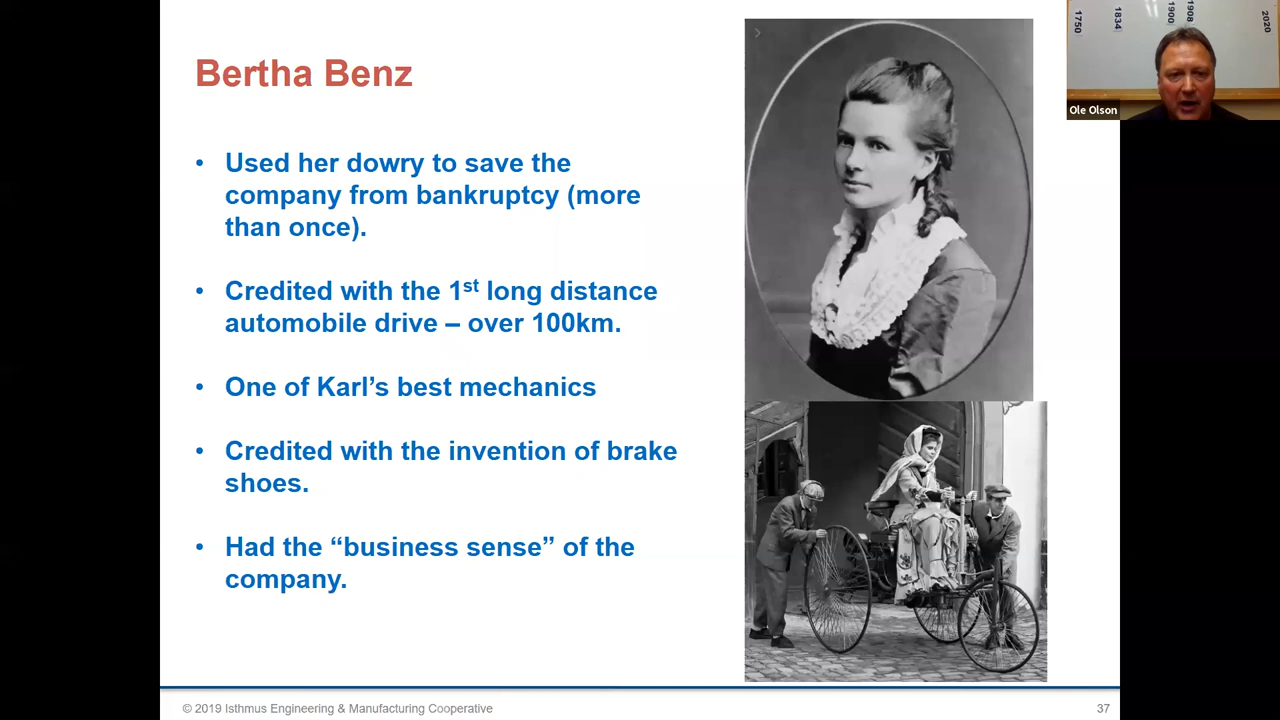 Bertha Benz
• Used her dowry to save the
company from bankruptcy (more
than once).
• Credited with the 1st long distance
automobile drive – over 100km.
• One of Karl’s best mechanics
• Credited with the invention of brake
shoes.
• Had the “business sense” of the
company.
© 2019 Isthmus Engineering & Manufacturing Cooperative
37
1750
1834
1900
1908
2020
Ole Olson